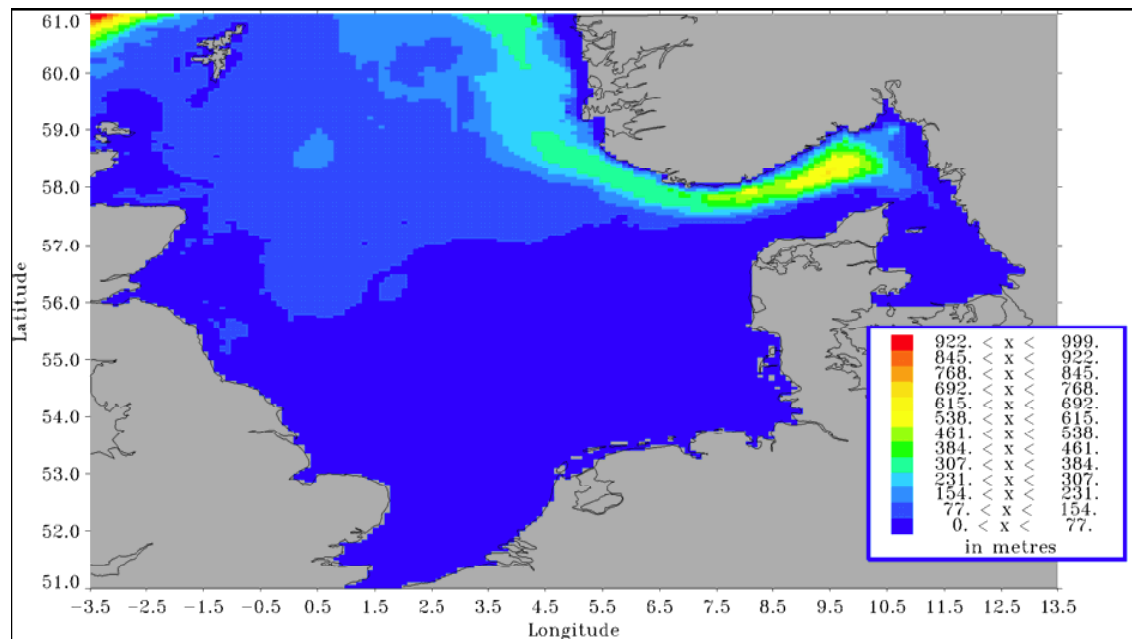 61.0
60.0
59.0
58.0
57.0
56.0
55.0
54.0
53.0
52.0
51.0
Latitude
-3.5 -2.5 -1.5 -0.5 0.5 1.5 2.5 3.5 4.5 5.5 6.5 7.5 8.5 9.5 10.5 11.5 12.5 13.5
Longitude
922. < x < 999.
845. < x < 922.
768. < x < 845.
692. < x < 768.
615. < x < 692.
538. < x < 615.
461. < x < 538.
384. < x < 461.
307. < x < 384.
231. < x < 307.
154. < x < 231.
77. < x < 154.
0. < x < 77.
in metres